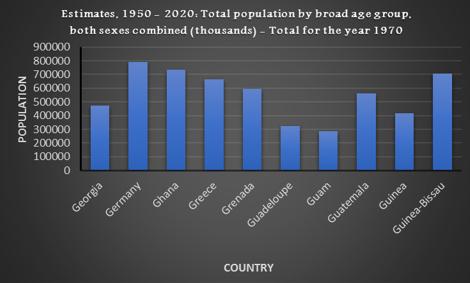 Estimates, 1950 - 2020: Total population by broad age group,
both sexes combined (thousands) - Total for the year 1970
POPULATION
900000
800000
700000
600000
500000
400000
300000
200000
100000
0
Georgia
Germany
Ghana
Greece
Grenada
Guadeloupe
Guam
Guatemala
Guinea
Guinea-Bissau
COUNTRY